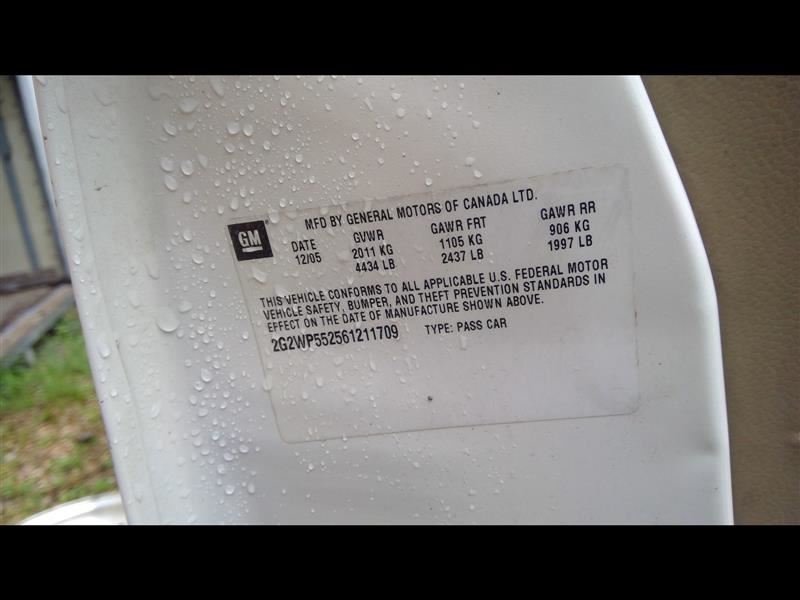 GM
MFD BY GENERAL MOTORS OF CANADA LTD.
DATE GVWR GAWR FRT GAWR RR
12/05 2011 KG 1105 KG 906 KG
4434 LB 2437 LB 1997 LB
THIS VEHICLE CONFORMS TO ALL APPLICABLE U.S. FEDERAL MOTOR
VEHICLE SAFETY, BUMPER, AND THEFT PREVENTION STANDARDS IN
EFFECT ON THE DATE OF MANUFACTURE SHOWN ABOVE.
2G2WP552561211709 TYPE: PASS CAR